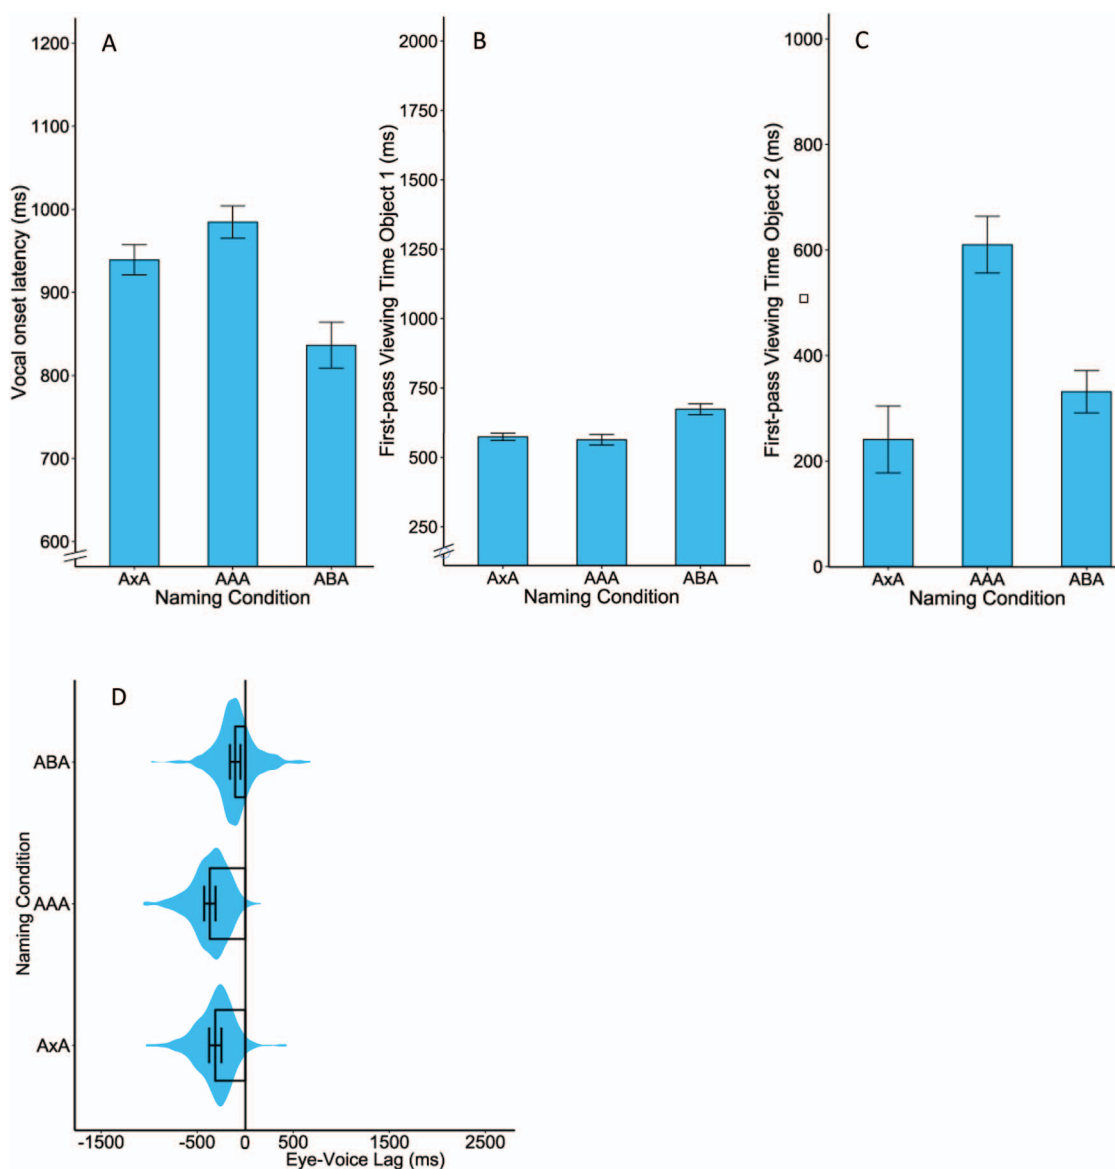 A
1200
1100
1000
900
800
700
600
Vocal onset latency (ms)
AxA AAA ABA
Naming Condition
B
2000
1750
1500
1250
1000
750
500
250
First-pass Viewing Time Object 1 (ms)
AxA AAA ABA
Naming Condition
C
1000
800
600
400
200
0
First-pass Viewing Time Object 2 (ms)
AxA AAA ABA
Naming Condition
D
ABA
AAA
AxA
Naming Condition
-1500 -500 0 500 1500 2500
Eye-Voice Lag (ms)